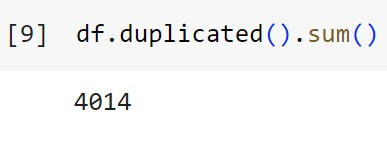 [9] df.duplicated().sum()
4014